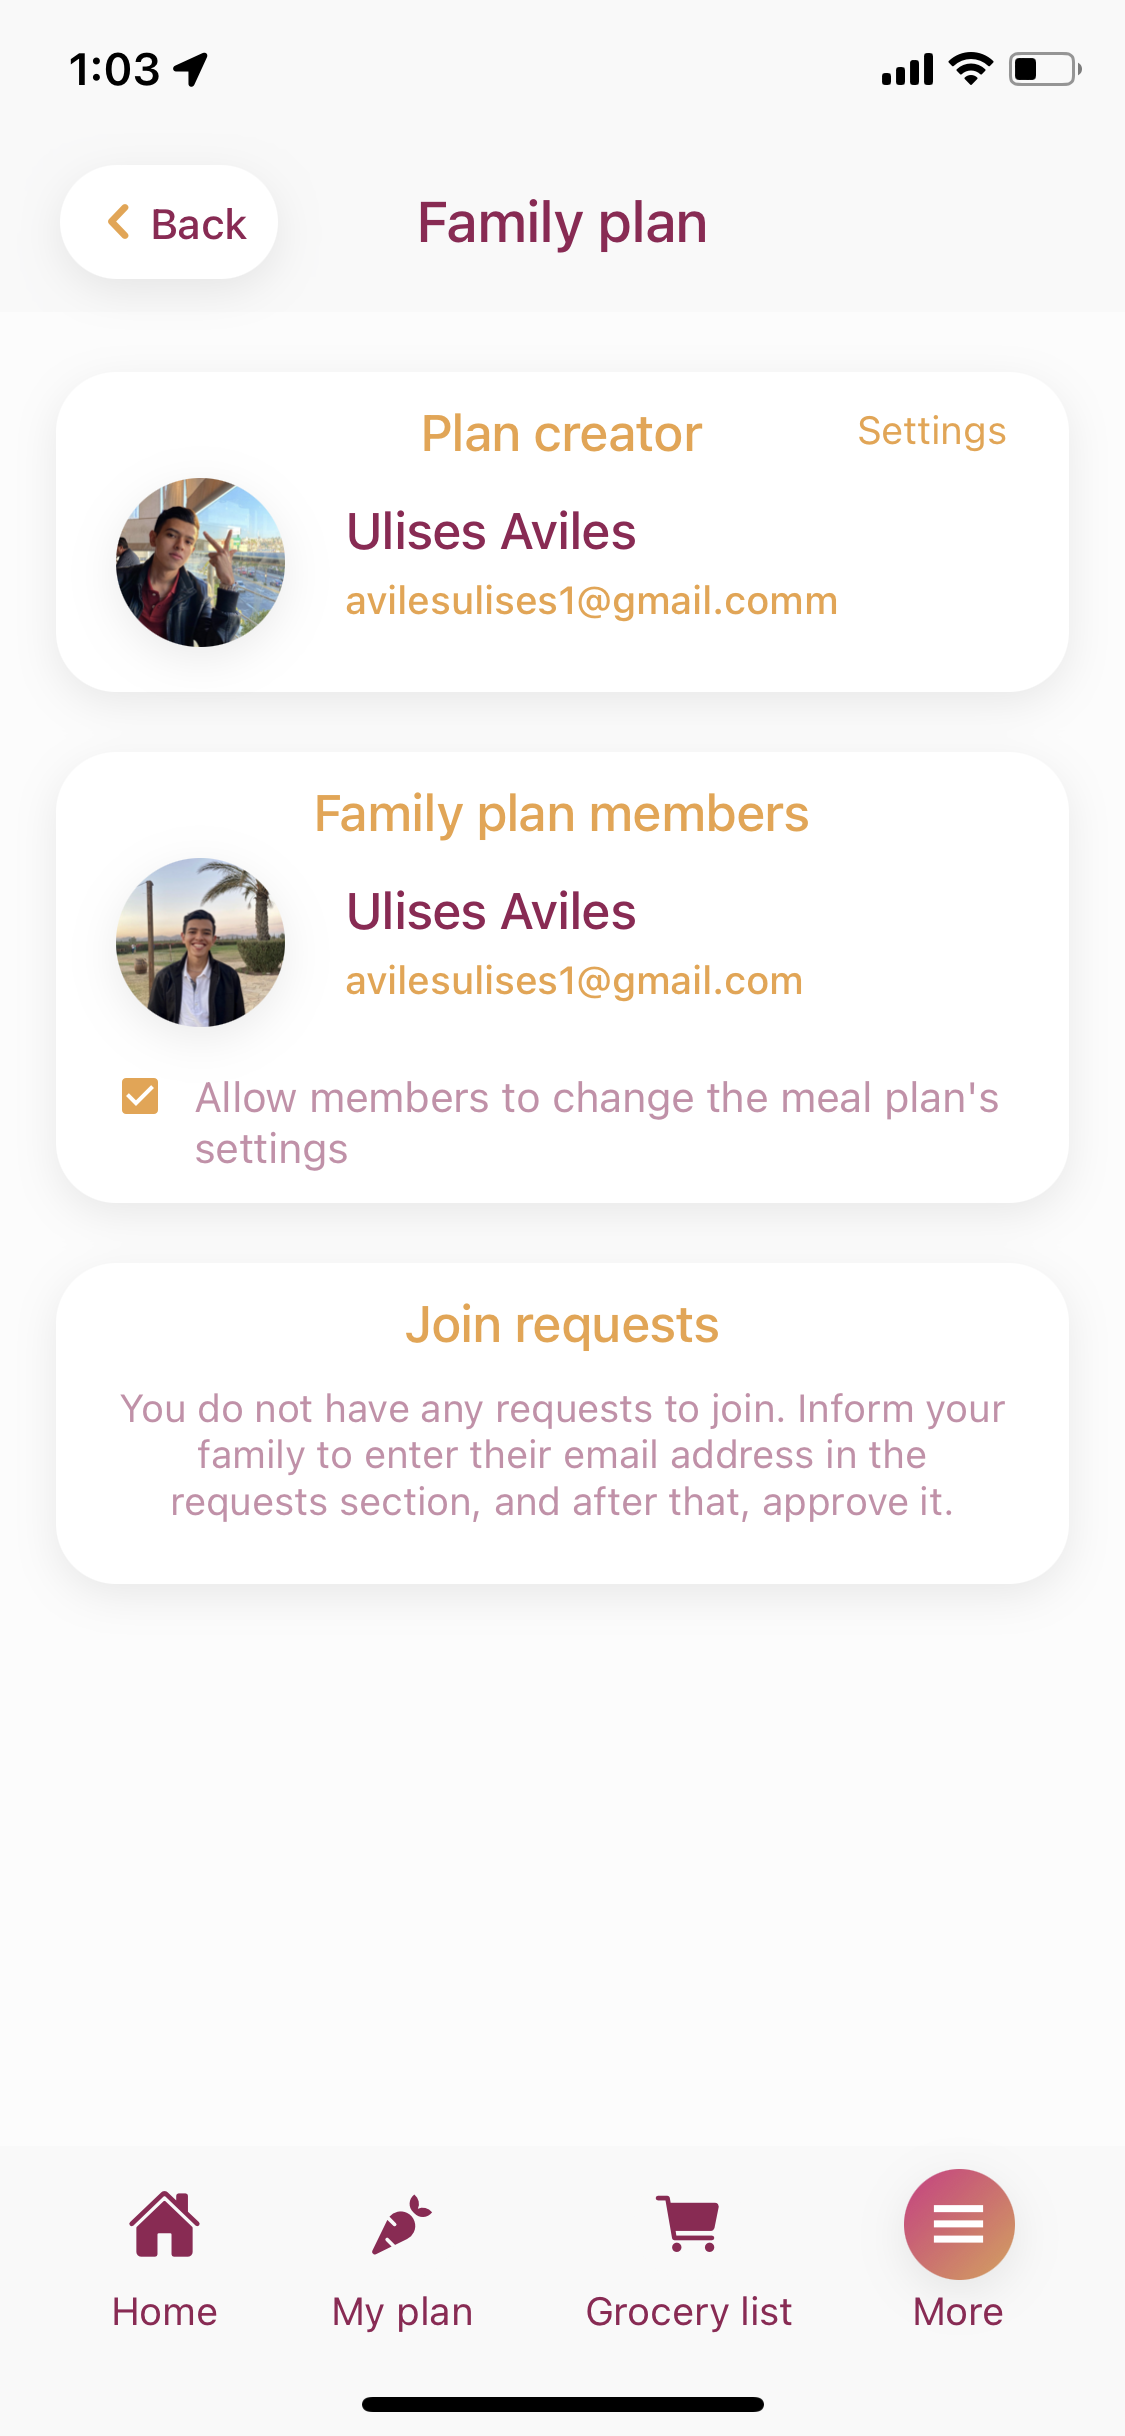 1:03
Back
Family plan
Plan creator
Settings
Ulises Aviles
avilesulises1@gmail.comm
Family plan members
Ulises Aviles
avilesulises1@gmail.com
Allow members to change the meal plan's
settings
Join requests
You do not have any requests to join. Inform your
family to enter their email address in the
requests section, and after that, approve it.
Home
My plan
Grocery list
More